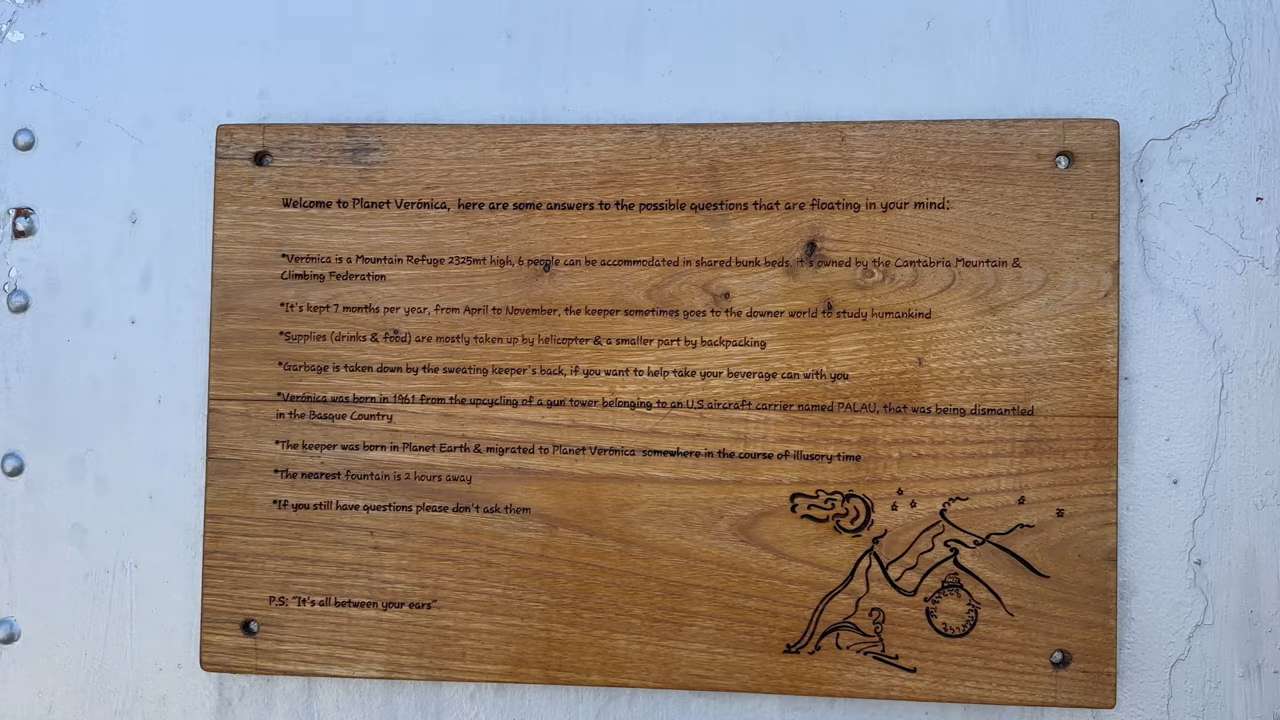 Welcome to Planet Verónica, here are some answers to the possible questions that are floating in your mind:
*Verónica is a Mountain Refuge 2325mt high, 6 people can be accommodated in shared bunk beds, it's owned by the Cantabria Mountain &
Climbing Federation
*It's kept 7 months per year, from April to November, the keeper sometimes goes to the downer world to study humankind
*Supplies (drinks & food) are mostly taken up by helicopter & a smaller part by backpacking
*Garbage is taken down by the sweating keeper's back, if you want to help take your beverage can with you
*Verónica was born in 1961 from the upcycling of a gun tower belonging to an U.S aircraft carrier named PALAU, that was being dismantled
in the Basque Country
*The keeper was born in Planet Earth & migrated to Planet Verónica somewhere in the course of illusory time
*The nearest fountain is 2 hours away
*If you still have questions please don't ask them
P.S: "It's all between your ears"